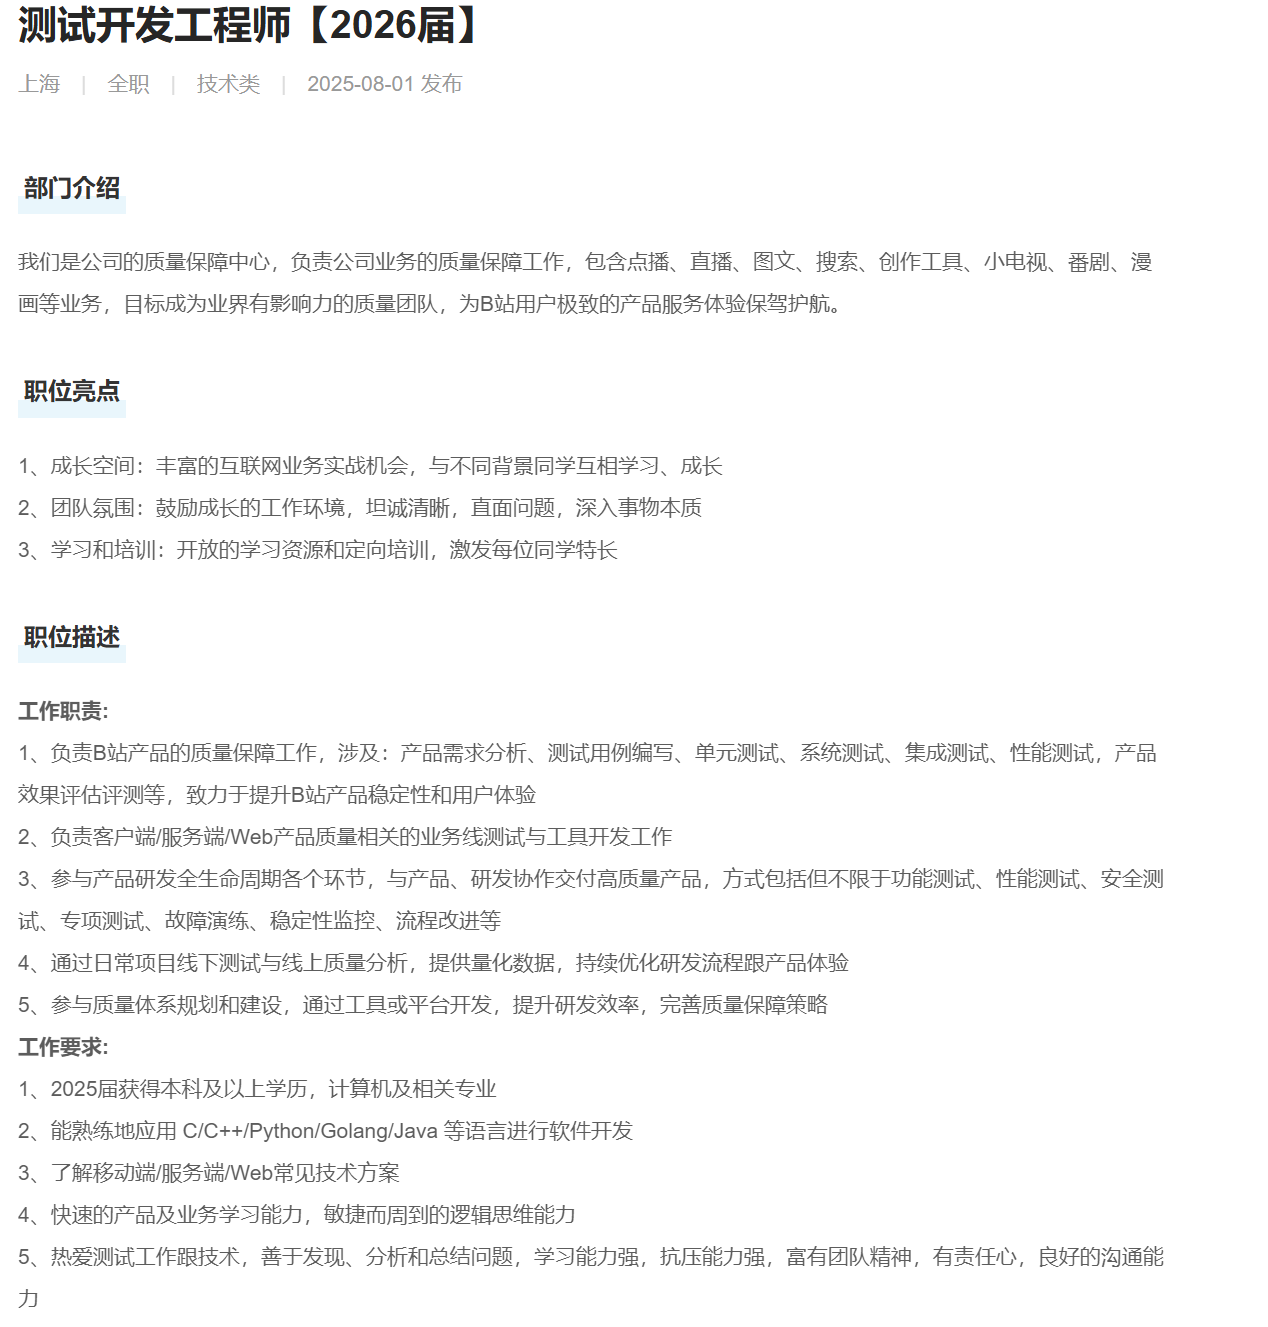 测试开发工程师【2026届】
上海 | 全职 | 技术类 | 2025-08-01 发布
部门介绍
我们是公司的质量保障中心，负责公司业务的质量保障工作，包含点播、直播、图文、搜索、创作工具、小电视、番剧、漫
画等业务，目标成为业界有影响力的质量团队，为B站用户极致的产品服务体验保驾护航。
职位亮点
1、成长空间：丰富的互联网业务实战机会，与不同背景同学互相学习、成长
2、团队氛围：鼓励成长的工作环境，坦诚清晰，直面问题，深入事物本质
3、学习和培训：开放的学习资源和定向培训，激发每位同学特长
职位描述
工作职责:
1、负责B站产品的质量保障工作，涉及：产品需求分析、测试用例编写、单元测试、系统测试、集成测试、性能测试，产品
效果评估评测等，致力于提升B站产品稳定性和用户体验
2、负责客户端/服务端/Web产品质量相关的业务线测试与工具开发工作
3、参与产品研发全生命周期各个环节，与产品、研发协作交付高质量产品，方式包括但不限于功能测试、性能测试、安全测
试、专项测试、故障演练、稳定性监控、流程改进等
4、通过日常项目线下测试与线上质量分析，提供量化数据，持续优化研发流程跟产品体验
5、参与质量体系规划和建设，通过工具或平台开发，提升研发效率，完善质量保障策略
工作要求:
1、2025届获得本科及以上学历，计算机及相关专业
2、能熟练地应用 C/C++/Python/Golang/Java 等语言进行软件开发
3、了解移动端/服务端/Web常见技术方案
4、快速的产品及业务学习能力，敏捷而周到的逻辑思维能力
5、热爱测试工作跟技术，善于发现、分析和总结问题，学习能力强，抗压能力强，富有团队精神，有责任心，良好的沟通能
力